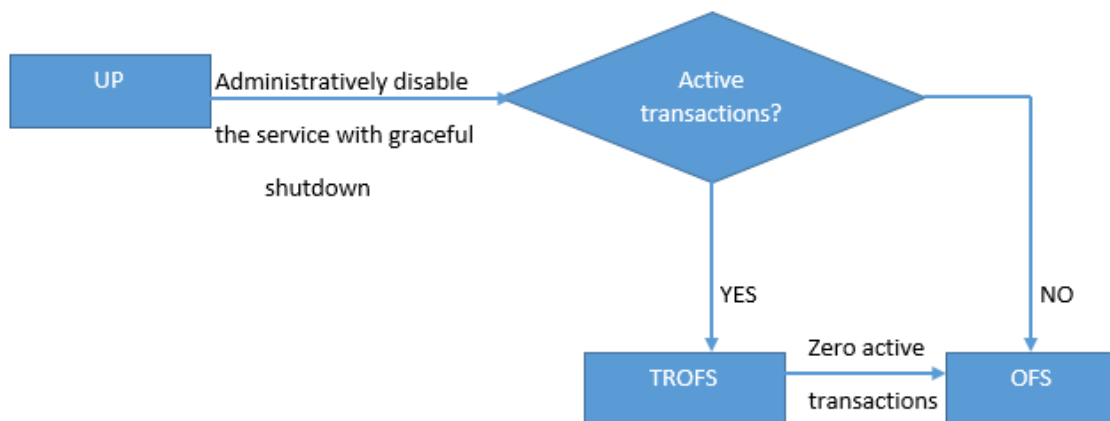 UP
Administratively disable
the service with graceful
shutdown
Active
transactions?
YES
NO
TROFS
Zero active
transactions
OFS